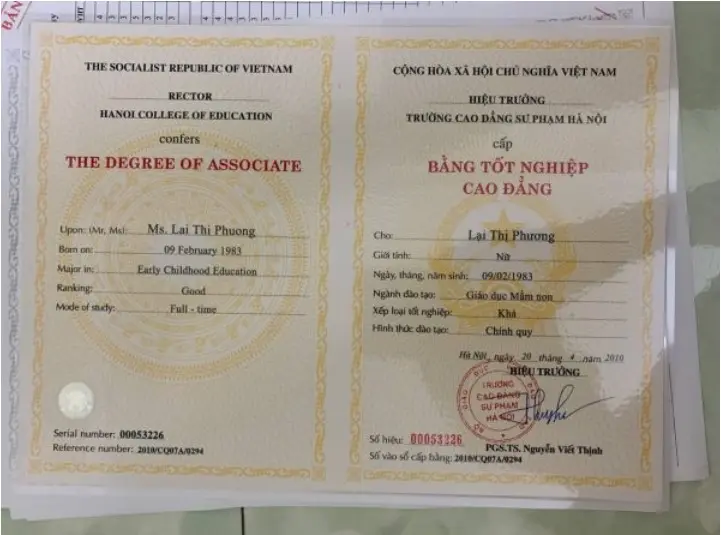 THE SOCIALIST REPUBLIC OF VIETNAM
RECTOR
HANOI COLLEGE OF EDUCATION
confers
THE DEGREE OF ASSOCIATE
Upon: (Mr, Ms): Ms. Lai Thi Phuong
Born on: 09 February 1983
Major in: Early Childhood Education
Ranking: Good
Mode of study: Full - time
Serial number: 00053226
Reference number: 2010/CQ07A/0294
CỘNG HÒA XÃ HỘI CHỦ NGHĨA VIỆT NAM
HIỆU TRƯỞNG
TRƯỜNG CAO ĐẲNG SƯ PHẠM HÀ NỘI
cấp
BẰNG TỐT NGHIỆP
CAO ĐẲNG
Cho: Lại Thị Phương
Giới tính: Nữ
Ngày, tháng, năm sinh: 09/02/1983
Ngành đào tạo: Giáo dục Mầm non
Xếp loại tốt nghiệp: Khá
Hình thức đào tạo: Chính quy
Hà Nội, ngày 20 tháng 4 năm 2010
HIỆU TRƯỞNG
TRƯỜNG
CAO ĐẲNG
SƯ PHẠM
HÀ NỘI
Số hiệu: 00053226
PGS.TS. Nguyễn Viết Thịnh
Số vào sổ cấp bằng: 2010/CQ07A/0294